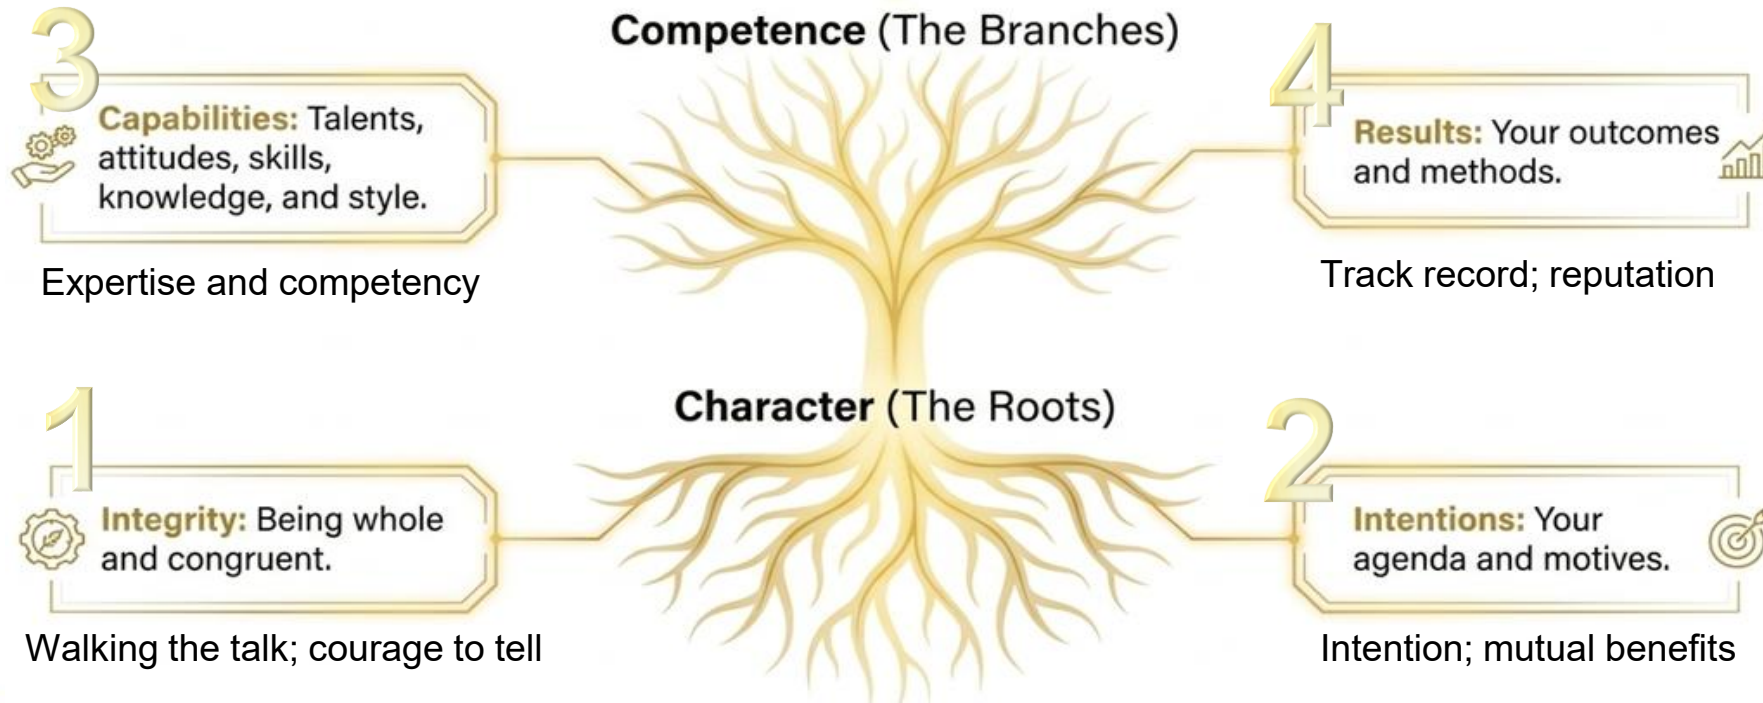 Competence (The Branches)
3
Capabilities: Talents,
attitudes, skills,
knowledge, and style.
Expertise and competency
4
Results: Your outcomes
and methods.
Track record; reputation
Character (The Roots)
1
Integrity: Being whole
and congruent.
Walking the talk; courage to tell
2
Intentions: Your
agenda and motives.
Intention; mutual benefits